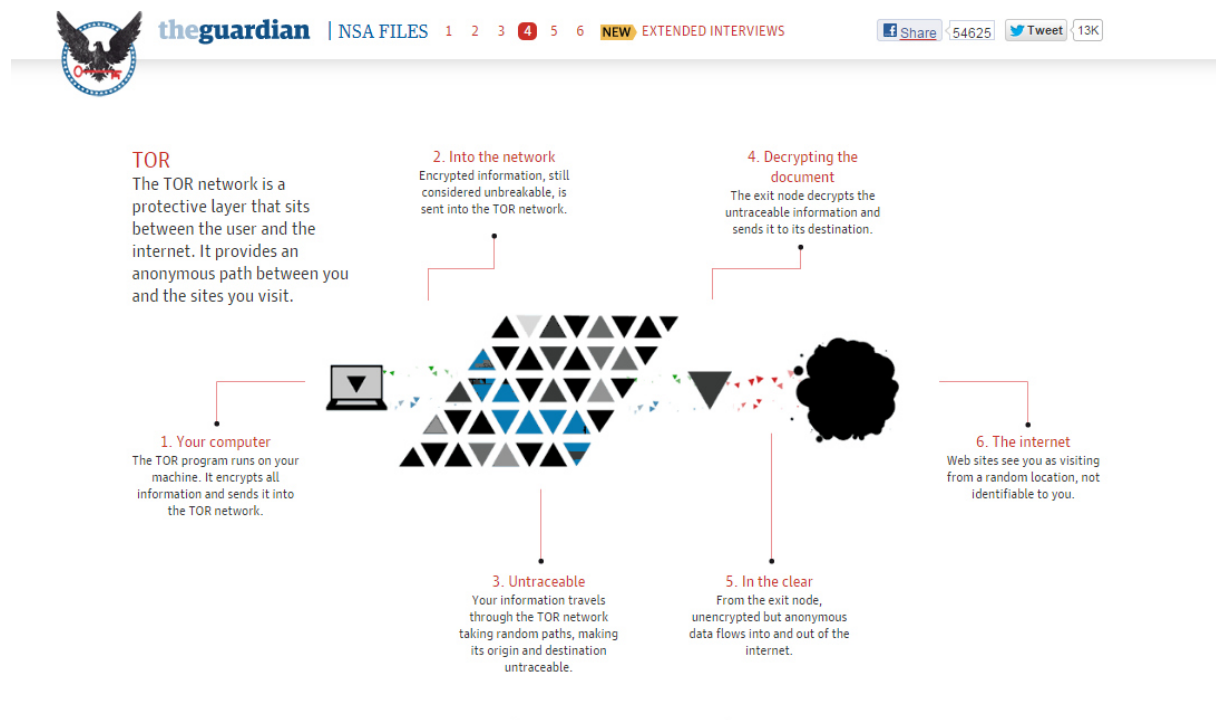 theguardian | NSA FILES 1 2 3 4 5 6 NEW EXTENDED INTERVIEWS
Share 54625 Tweet 13K
TOR
The TOR network is a
protective layer that sits
between the user and the
internet. It provides an
anonymous path between you
and the sites you visit.
2. Into the network
Encrypted information, still
considered unbreakable, is
sent into the TOR network.
4. Decrypting the
document
The exit node decrypts the
untraceable information and
sends it to its destination.
1. Your computer
The TOR program runs on your
machine. It encrypts all
information and sends it into
the TOR network.
6. The internet
Web sites see you as visiting
from a random location, not
identifiable to you.
3. Untraceable
Your information travels
through the TOR network
taking random paths, making
its origin and destination
untraceable.
5. In the clear
From the exit node,
unencrypted but anonymous
data flows into and out of the
internet.